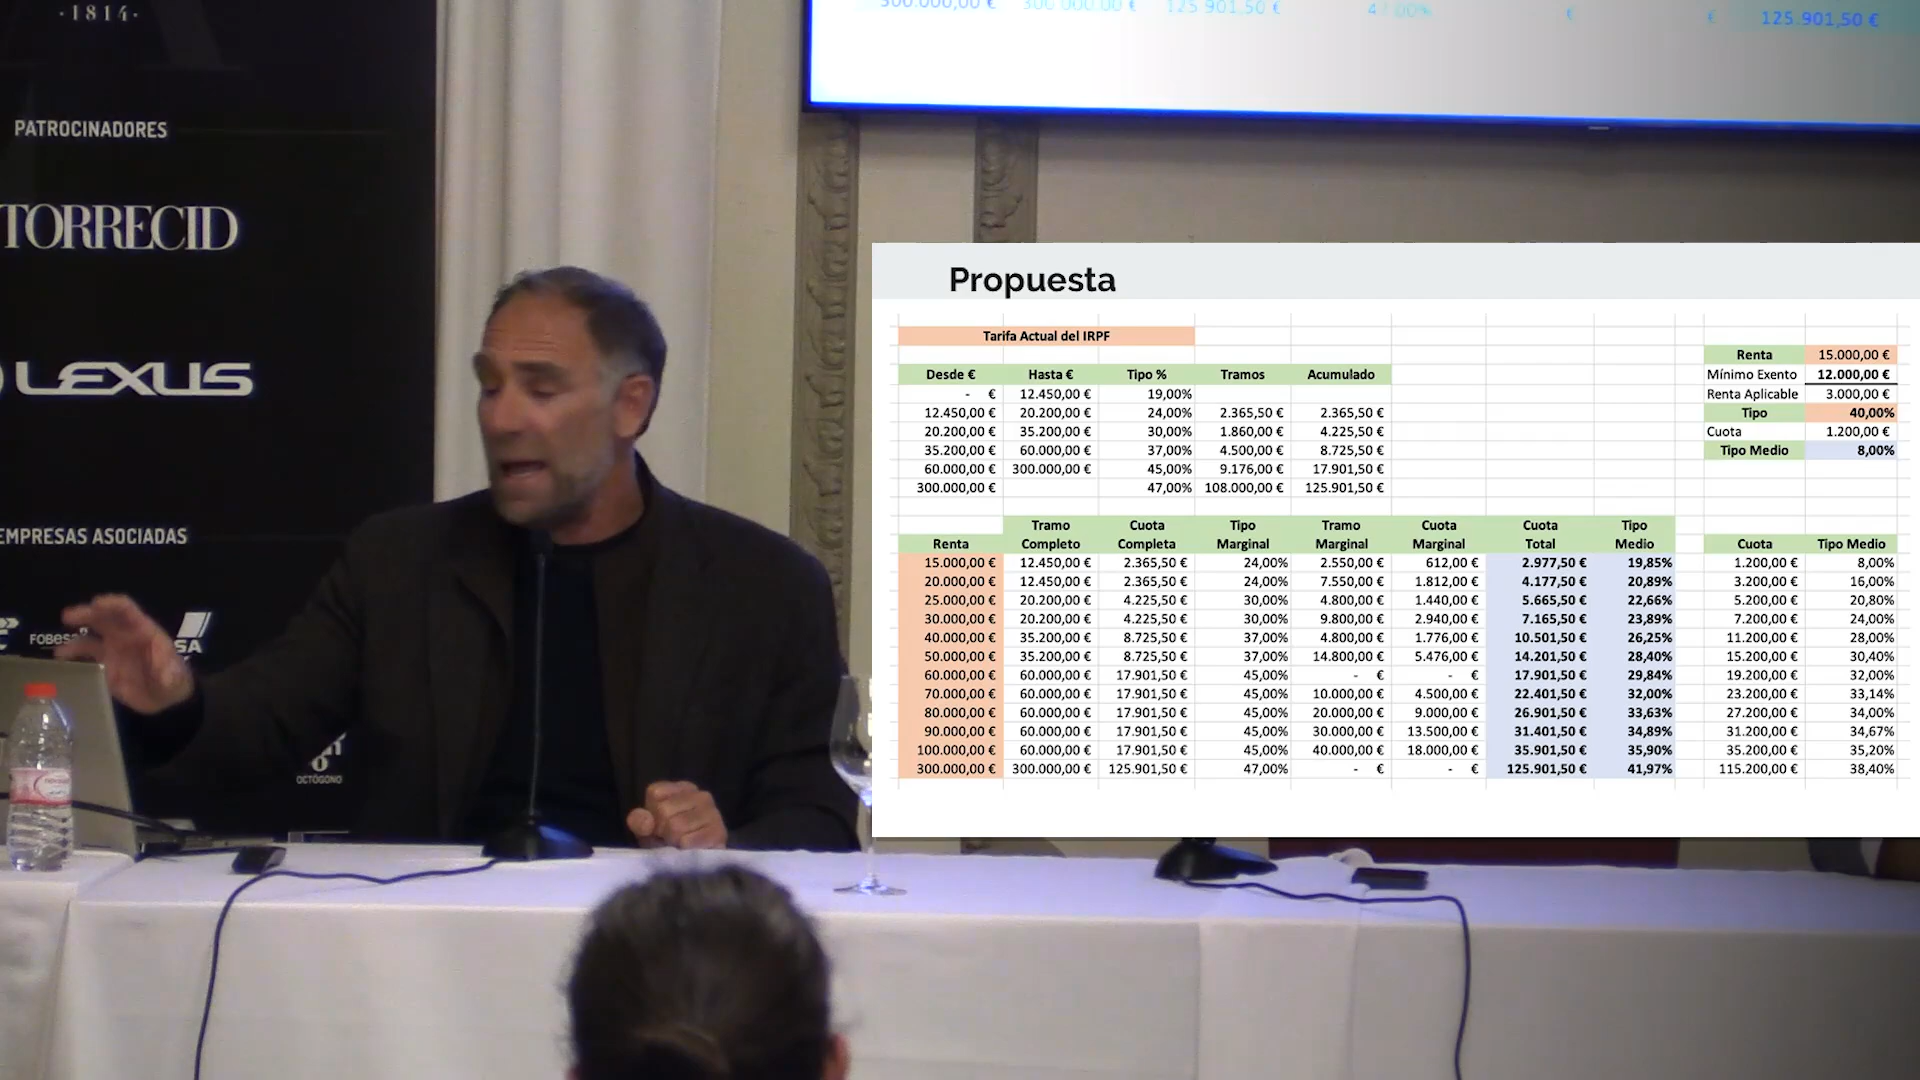 ·1814·
PATROCINADORES
TORRECID
LEXUS
EMPRESAS ASOCIADAS
FOBESA
OCTÓGONO
300.000,00 € 300 000.00 € 125 901,50 € 47.00% € € 125.901,50 €
Propuesta
Tarifa Actual del IRPF
Desde € Hasta € Tipo % Tramos Acumulado
- € 12.450,00 € 19,00%
12.450,00 € 20.200,00 € 24,00% 2.365,50 € 2.365,50 €
20.200,00 € 35.200,00 € 30,00% 1.860,00 € 4.225,50 €
35.200,00 € 60.000,00 € 37,00% 4.500,00 € 8.725,50 €
60.000,00 € 300.000,00 € 45,00% 9.176,00 € 17.901,50 €
300.000,00 € 47,00% 108.000,00 € 125.901,50 €
Renta 15.000,00 €
Mínimo Exento 12.000,00 €
Renta Aplicable 3.000,00 €
Tipo 40,00%
Cuota 1.200,00 €
Tipo Medio 8,00%
Tramo Cuota Tipo Tramo Cuota Cuota Tipo
Renta Completo Completa Marginal Marginal Marginal Total Medio Cuota Tipo Medio
15.000,00 € 12.450,00 € 2.365,50 € 24,00% 2.550,00 € 612,00 € 2.977,50 € 19,85% 1.200,00 € 8,00%
20.000,00 € 12.450,00 € 2.365,50 € 24,00% 7.550,00 € 1.812,00 € 4.177,50 € 20,89% 3.200,00 € 16,00%
25.000,00 € 20.200,00 € 4.225,50 € 30,00% 4.800,00 € 1.440,00 € 5.665,50 € 22,66% 5.200,00 € 20,80%
30.000,00 € 20.200,00 € 4.225,50 € 30,00% 9.800,00 € 2.940,00 € 7.165,50 € 23,89% 7.200,00 € 24,00%
40.000,00 € 35.200,00 € 8.725,50 € 37,00% 4.800,00 € 1.776,00 € 10.501,50 € 26,25% 11.200,00 € 28,00%
50.000,00 € 35.200,00 € 8.725,50 € 37,00% 14.800,00 € 5.476,00 € 14.201,50 € 28,40% 15.200,00 € 30,40%
60.000,00 € 60.000,00 € 17.901,50 € 45,00% - € - € 17.901,50 € 29,84% 19.200,00 € 32,00%
70.000,00 € 60.000,00 € 17.901,50 € 45,00% 10.000,00 € 4.500,00 € 22.401,50 € 32,00% 23.200,00 € 33,14%
80.000,00 € 60.000,00 € 17.901,50 € 45,00% 20.000,00 € 9.000,00 € 26.901,50 € 33,63% 27.200,00 € 34,00%
90.000,00 € 60.000,00 € 17.901,50 € 45,00% 30.000,00 € 13.500,00 € 31.401,50 € 34,89% 31.200,00 € 34,67%
100.000,00 € 60.000,00 € 17.901,50 € 45,00% 40.000,00 € 18.000,00 € 35.901,50 € 35,90% 35.200,00 € 35,20%
300.000,00 € 300.000,00 € 125.901,50 € 47,00% - € - € 125.901,50 € 41,97% 115.200,00 € 38,40%